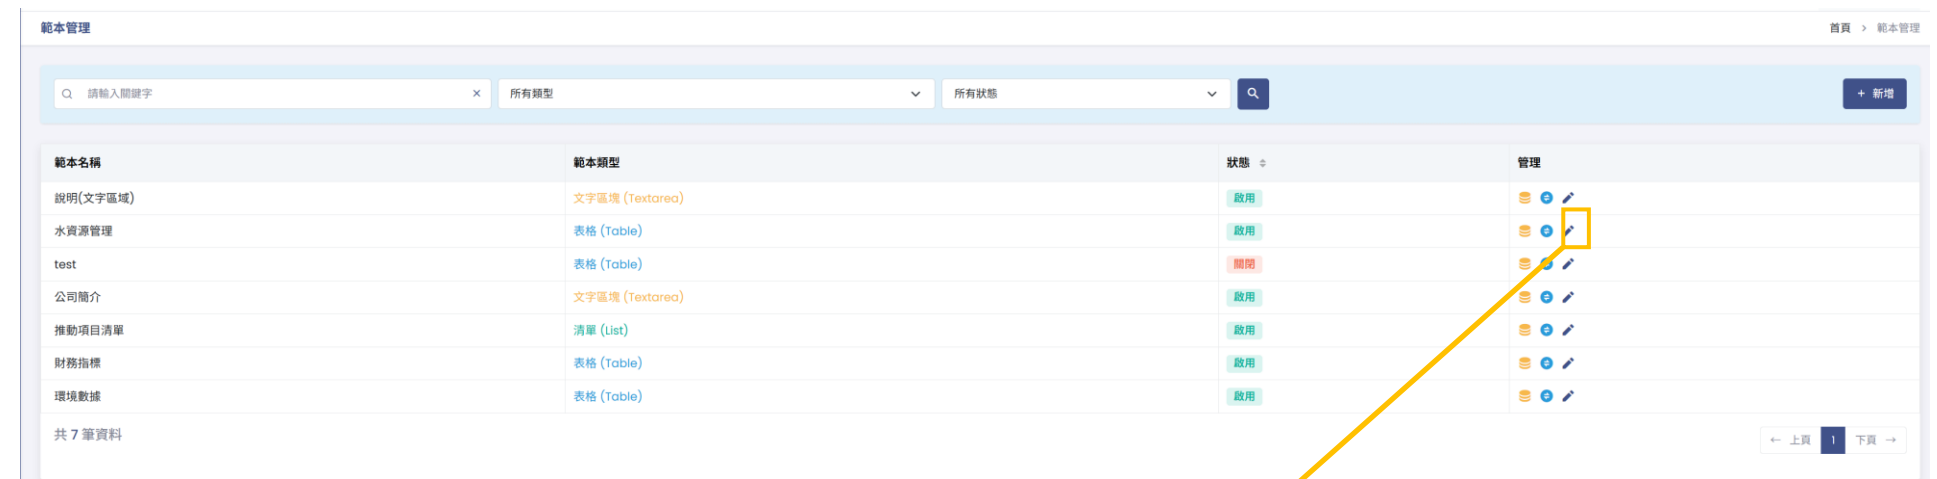 範本管理
首頁 > 範本管理
請輸入關鍵字 × 所有類型 所有狀態 + 新增
範本名稱 範本類型 狀態 管理
說明(文字區域) 文字區塊 (Textarea) 啟用
水資源管理 表格 (Table) 啟用
test 表格 (Table) 關閉
公司簡介 文字區塊 (Textarea) 啟用
推動項目清單 清單 (List) 啟用
財務指標 表格 (Table) 啟用
環境數據 表格 (Table) 啟用
共 7 筆資料 ← 上頁 1 下頁 →